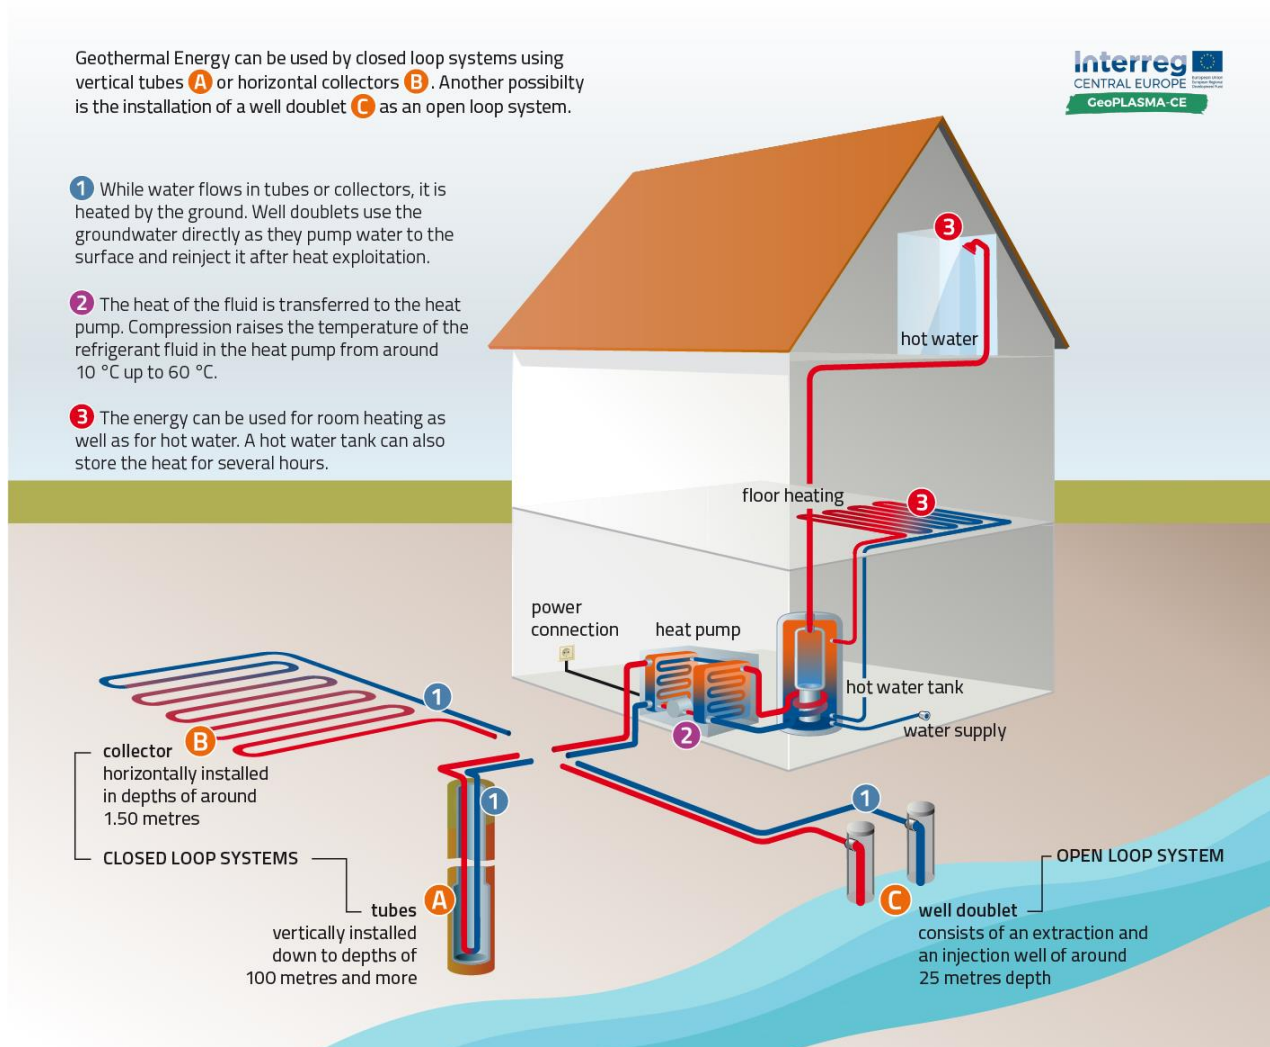 Geothermal Energy can be used by closed loop systems using
vertical tubes A or horizontal collectors B. Another possibilty
is the installation of a well doublet C as an open loop system.
Interreg
CENTRAL EUROPE
European Union
European Regional
Development Fund
GeoPLASMA-CE
1 While water flows in tubes or collectors, it is
heated by the ground. Well doublets use the
groundwater directly as they pump water to the
surface and reinject it after heat exploitation.
2 The heat of the fluid is transferred to the heat
pump. Compression raises the temperature of the
refrigerant fluid in the heat pump from around
10 °C up to 60 °C.
3 The energy can be used for room heating as
well as for hot water. A hot water tank can also
store the heat for several hours.
3
hot water
floor heating
3
power
connection
heat pump
hot water tank
water supply
2
1
B
collector
horizontally installed
in depths of around
1.50 metres
CLOSED LOOP SYSTEMS
1
A
tubes
vertically installed
down to depths of
100 metres and more
1
OPEN LOOP SYSTEM
C
well doublet
consists of an extraction and
an injection well of around
25 metres depth